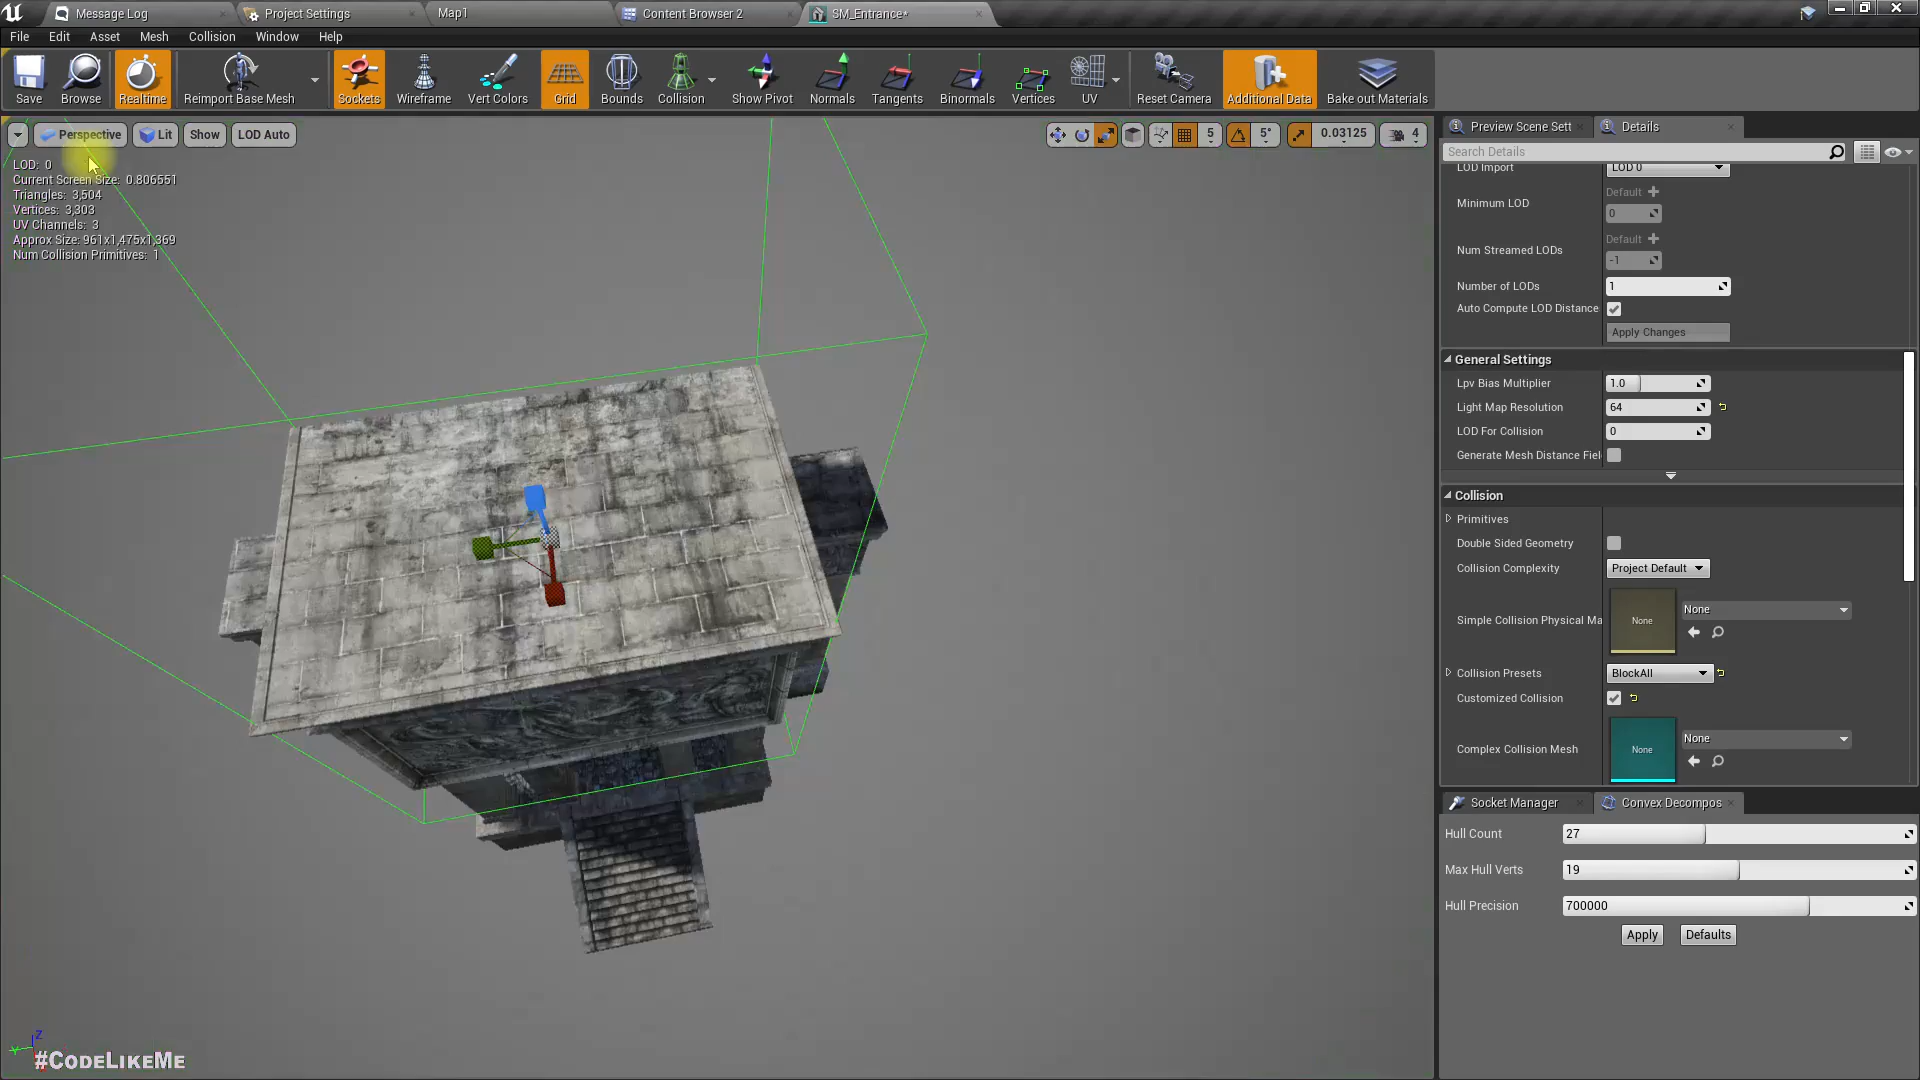 Message Log
Project Settings
Map1
Content Browser 2
SM_Entrance*
File Edit Asset Mesh Collision Window Help
Save
Browse
Realtime
Reimport Base Mesh
Sockets
Wireframe
Vert Colors
Grid
Bounds
Collision
Show Pivot
Normals
Tangents
Binormals
Vertices
UV
Reset Camera
Additional Data
Bake out Materials
Perspective
Lit
Show
LOD Auto
5
5°
0.03125
4
LOD: 0
Current Screen Size: 0.806551
Triangles: 3,504
Vertices: 3,303
UV Channels: 3
Approx Size: 961x1,475x1,369
Num Collision Primitives: 1
Z
Y
#CodeLikeMe
Preview Scene Sett
Details
Search Details
LOD Import LOD 0
Default
Minimum LOD
0
Default
Num Streamed LODs
-1
Number of LODs 1
Auto Compute LOD Distance
Apply Changes
General Settings
Lpv Bias Multiplier 1.0
Light Map Resolution 64
LOD For Collision 0
Generate Mesh Distance Fiel
Collision
Primitives
Double Sided Geometry
Collision Complexity Project Default
Simple Collision Physical Ma
None
None
Collision Presets BlockAll
Customized Collision
Complex Collision Mesh
None
None
Socket Manager
Convex Decompos
Hull Count 27
Max Hull Verts 19
Hull Precision 700000
Apply Defaults